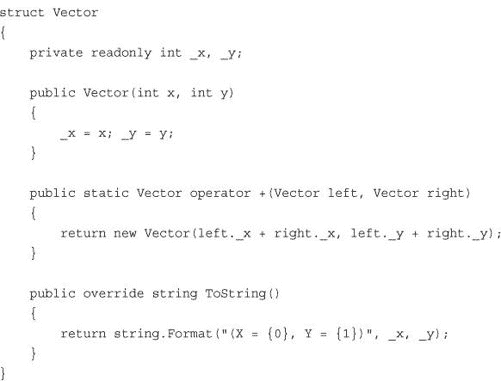 struct Vector
{
    private readonly int _x, _y;

    public Vector(int x, int y)
    {
        _x = x; _y = y;
    }

    public static Vector operator +(Vector left, Vector right)
    {
        return new Vector(left._x + right._x, left._y + right._y);
    }

    public override string ToString()
    {
        return string.Format("(X = {0}, Y = {1})", _x, _y);
    }
}